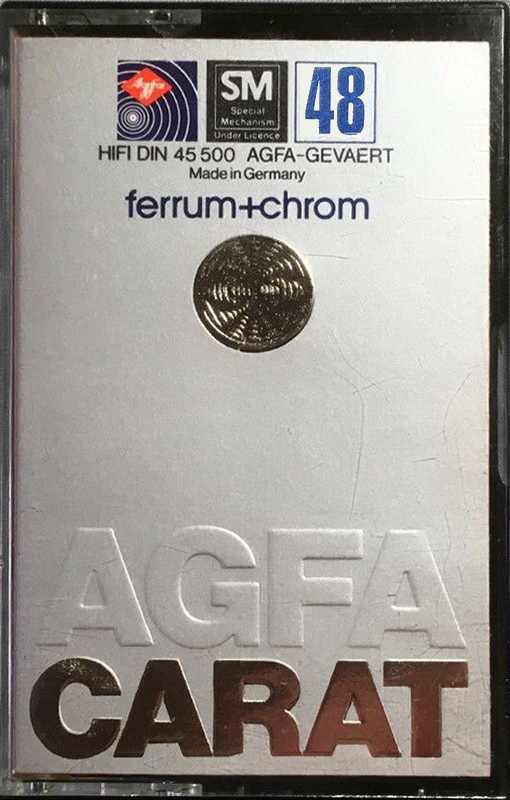 Agfa
SM
Special
Mechanism
Under Licence
48
HIFI DIN 45 500 AGFA-GEVAERT
Made in Germany
ferrum+chrom
AGFA
CARAT